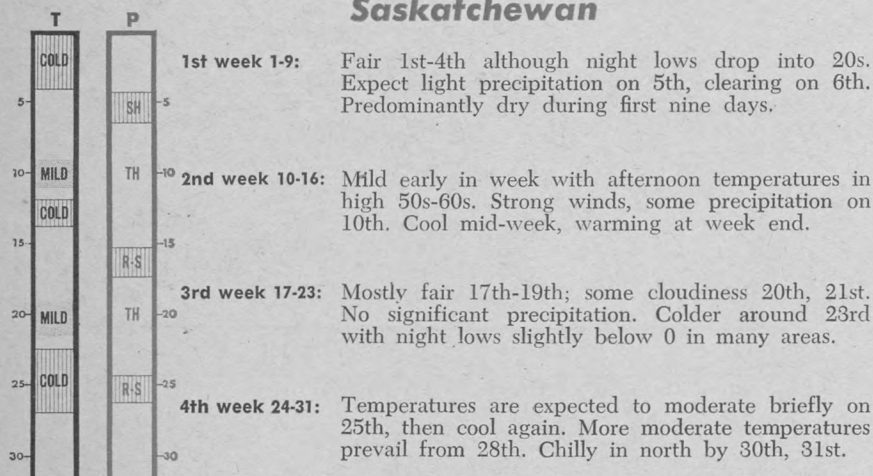 Saskatchewan
T P
COLD
5 SH 5
10 MILD TH 10
COLD
15 15
R-S
20 MILD TH 20
25 COLD R-S 25
30 30
1st week 1-9: Fair 1st-4th although night lows drop into 20s.
Expect light precipitation on 5th, clearing on 6th.
Predominantly dry during first nine days.
2nd week 10-16: Mild early in week with afternoon temperatures in
high 50s-60s. Strong winds, some precipitation on
10th. Cool mid-week, warming at week end.
3rd week 17-23: Mostly fair 17th-19th; some cloudiness 20th, 21st.
No significant precipitation. Colder around 23rd
with night lows slightly below 0 in many areas.
4th week 24-31: Temperatures are expected to moderate briefly on
25th, then cool again. More moderate temperatures
prevail from 28th. Chilly in north by 30th, 31st.